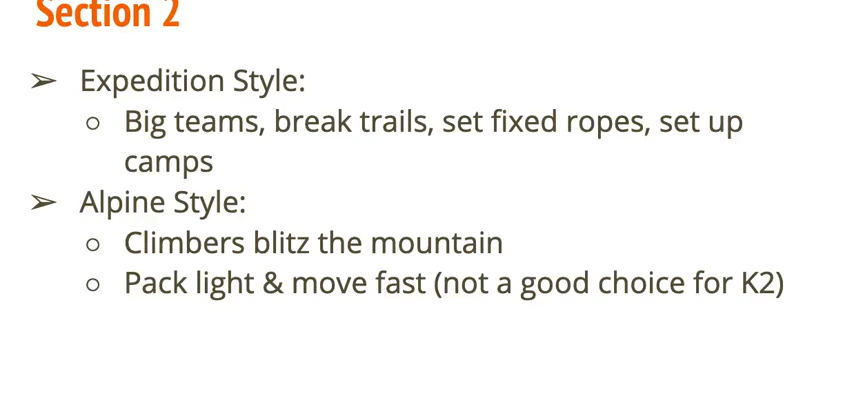 Section 2
➢ Expedition Style:
○ Big teams, break trails, set fixed ropes, set up
camps
➢ Alpine Style:
○ Climbers blitz the mountain
○ Pack light & move fast (not a good choice for K2)